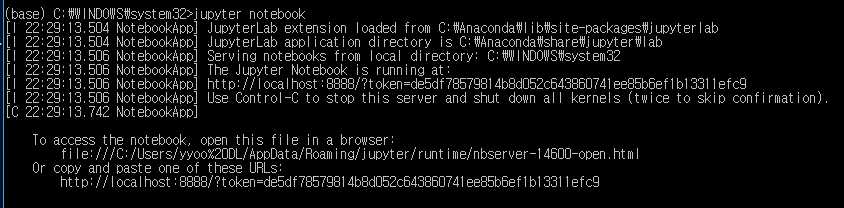 (base) C:₩WINDOWS₩system32>jupyter notebook
[I 22:29:13.504 NotebookApp] JupyterLab extension loaded from C:₩Anaconda₩lib₩site-packages₩jupyterlab
[I 22:29:13.504 NotebookApp] JupyterLab application directory is C:₩Anaconda₩share₩jupyter₩lab
[I 22:29:13.506 NotebookApp] Serving notebooks from local directory: C:₩WINDOWS₩system32
[I 22:29:13.506 NotebookApp] The Jupyter Notebook is running at:
[I 22:29:13.506 NotebookApp] http://localhost:8888/?token=de5df78579814b8d052c643860741ee85b6ef1b13311efc9
[I 22:29:13.506 NotebookApp] Use Control-C to stop this server and shut down all kernels (twice to skip confirmation).
[C 22:29:13.742 NotebookApp]
To access the notebook, open this file in a browser:
file:///C:/Users/yyoo%20DL/AppData/Roaming/jupyter/runtime/nbserver-14600-open.html
Or copy and paste one of these URLs:
http://localhost:8888/?token=de5df78579814b8d052c643860741ee85b6ef1b13311efc9